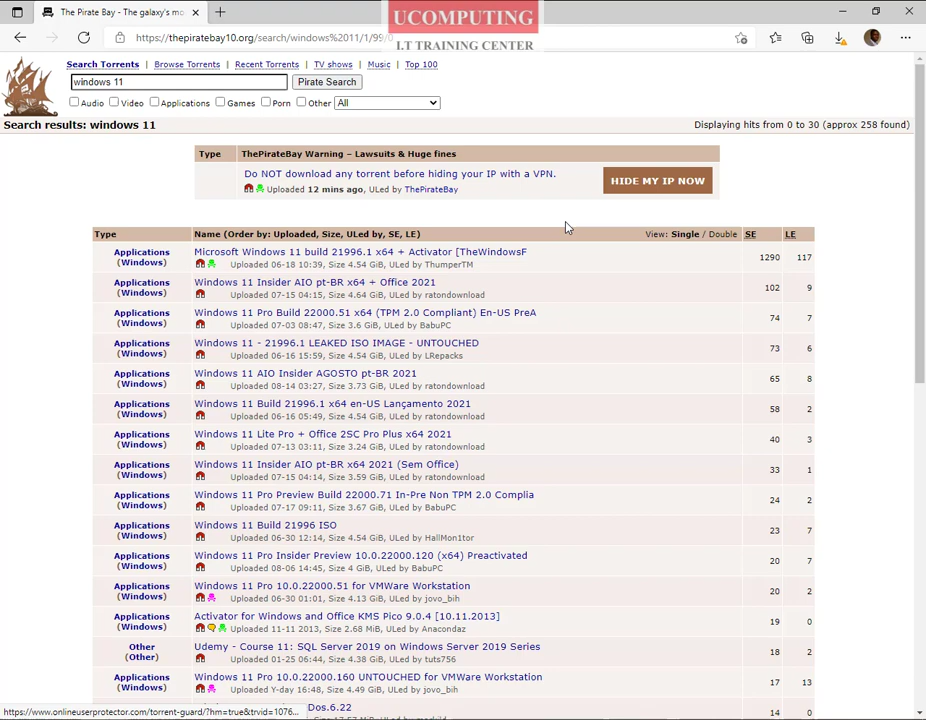 The Pirate Bay - The galaxy's mo
UCOMPUTING
I.T TRAINING CENTER
https://thepiratebay10.org/search/windows%2011/1/99/0
Search Torrents | Browse Torrents | Recent Torrents | TV shows | Music | Top 100
windows 11
Pirate Search
Audio Video Applications Games Porn Other All
Search results: windows 11
Displaying hits from 0 to 30 (approx 258 found)
Type ThePirateBay Warning – Lawsuits & Huge fines
Do NOT download any torrent before hiding your IP with a VPN.
Uploaded 12 mins ago, ULed by ThePirateBay
HIDE MY IP NOW
Type Name (Order by: Uploaded, Size, ULed by, SE, LE) View: Single / Double SE LE
Applications (Windows) Microsoft Windows 11 build 21996.1 x64 + Activator [TheWindowsF 1290 117
Uploaded 06-18 10:39, Size 4.54 GiB, ULed by ThumperTM
Applications (Windows) Windows 11 Insider AIO pt-BR x64 + Office 2021 102 9
Uploaded 07-15 04:15, Size 4.64 GiB, ULed by ratondownload
Applications (Windows) Windows 11 Pro Build 22000.51 x64 (TPM 2.0 Compliant) En-US PreA 74 7
Uploaded 07-03 08:47, Size 3.6 GiB, ULed by BabuPC
Applications (Windows) Windows 11 - 21996.1 LEAKED ISO IMAGE - UNTOUCHED 73 6
Uploaded 06-16 15:59, Size 4.54 GiB, ULed by LRepacks
Applications (Windows) Windows 11 AIO Insider AGOSTO pt-BR 2021 65 8
Uploaded 08-14 03:27, Size 3.73 GiB, ULed by ratondownload
Applications (Windows) Windows 11 Build 21996.1 x64 en-US Lançamento 2021 58 2
Uploaded 06-16 05:49, Size 4.54 GiB, ULed by ratondownload
Applications (Windows) Windows 11 Lite Pro + Office 2SC Pro Plus x64 2021 40 3
Uploaded 07-13 03:11, Size 3.24 GiB, ULed by ratondownload
Applications (Windows) Windows 11 Insider AIO pt-BR x64 2021 (Sem Office) 33 1
Uploaded 07-15 04:14, Size 3.59 GiB, ULed by ratondownload
Applications (Windows) Windows 11 Pro Preview Build 22000.71 In-Pre Non TPM 2.0 Complia 24 2
Uploaded 07-17 09:11, Size 3.67 GiB, ULed by BabuPC
Applications (Windows) Windows 11 Build 21996 ISO 23 7
Uploaded 06-30 12:14, Size 4.54 GiB, ULed by HallMon1tor
Applications (Windows) Windows 11 Pro Insider Preview 10.0.22000.120 (x64) Preactivated 20 7
Uploaded 08-06 14:45, Size 4 GiB, ULed by BabuPC
Applications (Windows) Windows 11 Pro 10.0.22000.51 for VMWare Workstation 20 2
Uploaded 06-30 01:01, Size 4.13 GiB, ULed by jovo_bih
Applications (Windows) Activator for Windows and Office KMS Pico 9.0.4 [10.11.2013] 19 0
Uploaded 11-11 2013, Size 2.68 MiB, ULed by Anacondaz
Other (Other) Udemy - Course 11: SQL Server 2019 on Windows Server 2019 Series 18 2
Uploaded 01-25 06:44, Size 4.38 GiB, ULed by tuts756
Applications (Windows) Windows 11 Pro 10.0.22000.160 UNTOUCHED for VMWare Workstation 17 13
Uploaded Y-day 16:48, Size 4.49 GiB, ULed by jovo_bih
Dos.6.22 14 0
https://www.onlineuserprotector.com/torrent-guard/?hm=true&trvid=1076...